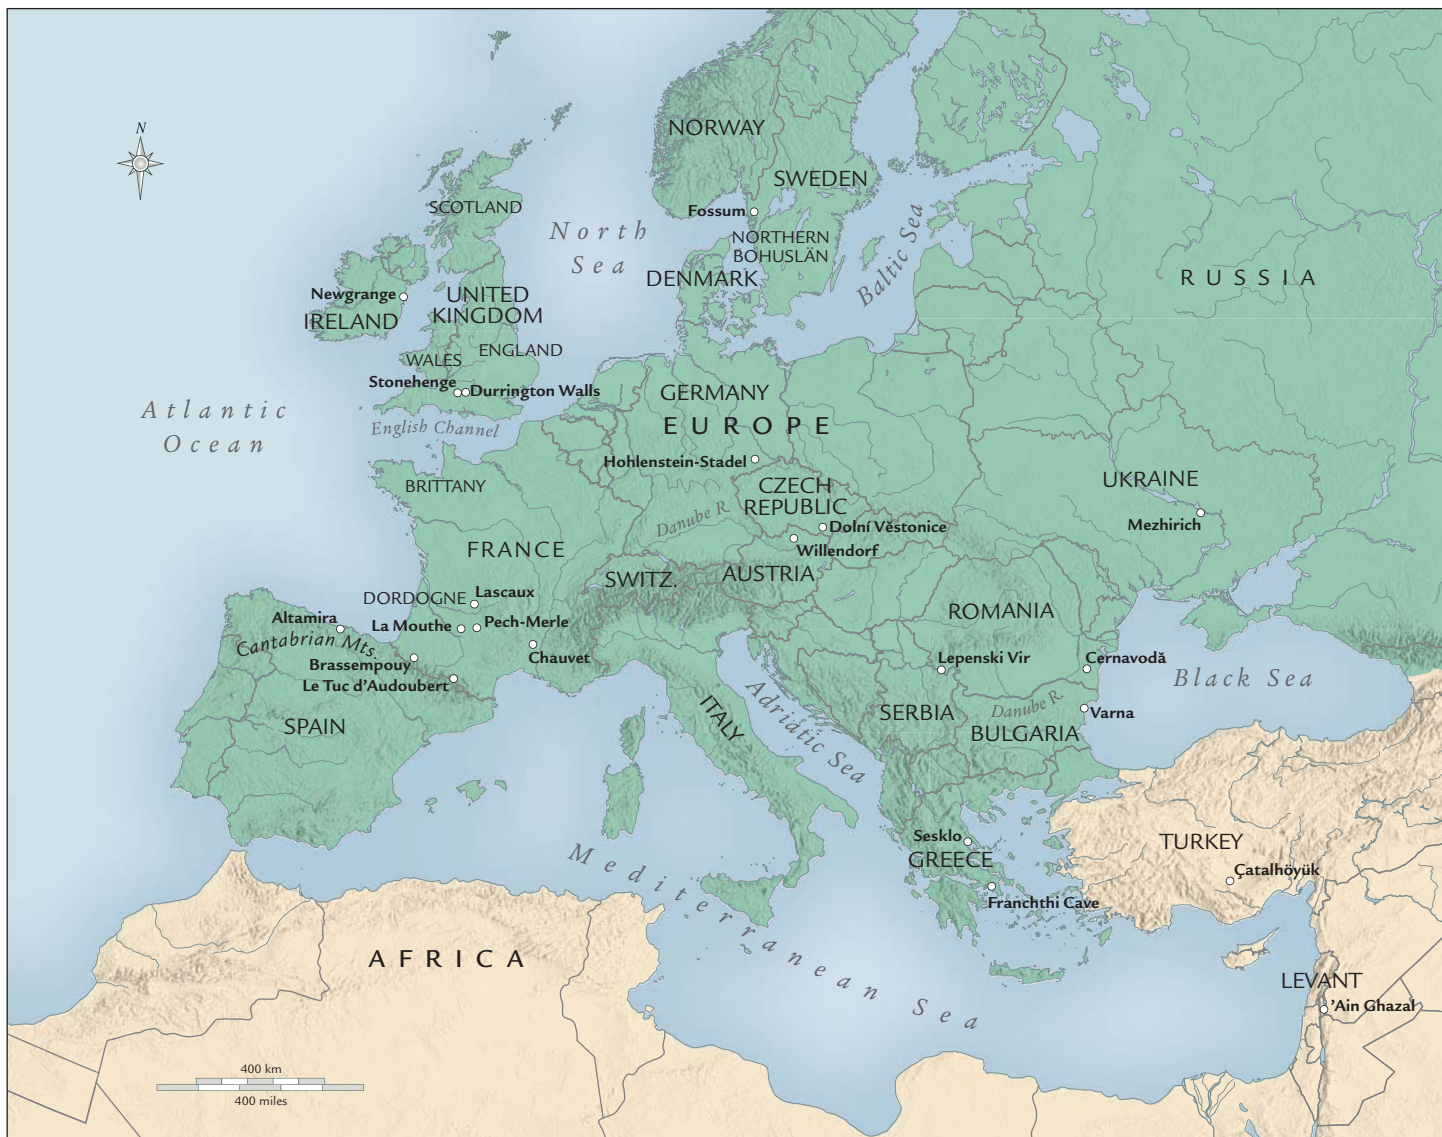 N
NORWAY
SWEDEN
SCOTLAND
Fossum
North
Sea
NORTHERN
BOHUSLÄN
Baltic Sea
DENMARK
RUSSIA
Newgrange
UNITED
KINGDOM
IRELAND
WALES
ENGLAND
Stonehenge
Durrington Walls
GERMANY
Atlantic
Ocean
English Channel
EUROPE
Hohlenstein-Stadel
BRITTANY
CZECH
REPUBLIC
UKRAINE
Mezhirich
Danube R.
Dolní Věstonice
Willendorf
FRANCE
SWITZ.
AUSTRIA
DORDOGNE
Lascaux
ROMANIA
Altamira
La Mouthe
Pech-Merle
Cantabrian Mts.
Brassempouy
Chauvet
Le Tuc d'Audoubert
Lepenski Vir
Cernavodă
Black Sea
SPAIN
ITALY
Adriatic Sea
SERBIA
Danube R.
Varna
BULGARIA
Sesklo
GREECE
TURKEY
Çatalhöyük
Franchthi Cave
Mediterranean Sea
AFRICA
LEVANT
'Ain Ghazal
400 km
400 miles